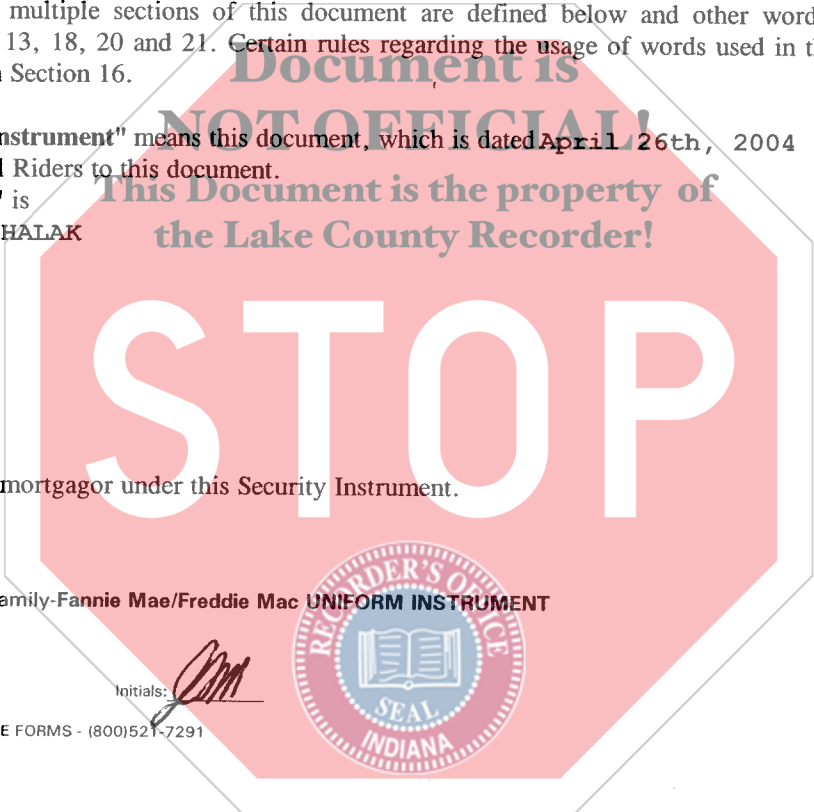 multiple sections of this document are defined below and other word
13, 18, 20 and 21. Certain rules regarding the usage of words used in t
Section 16.
Document is
NOT OFFICIAL!
This Document is the property of
the Lake County Recorder!
nstrument" means this document, which is dated April 26th, 2004
Riders to this document.
" is
HALAK
STOP
mortgagor under this Security Instrument.
amily-Fannie Mae/Freddie Mac UNIFORM INSTRUMENT
RECORDER'S OFFICE
SEAL
INDIANA
Initials:
E FORMS - (800)521-7291